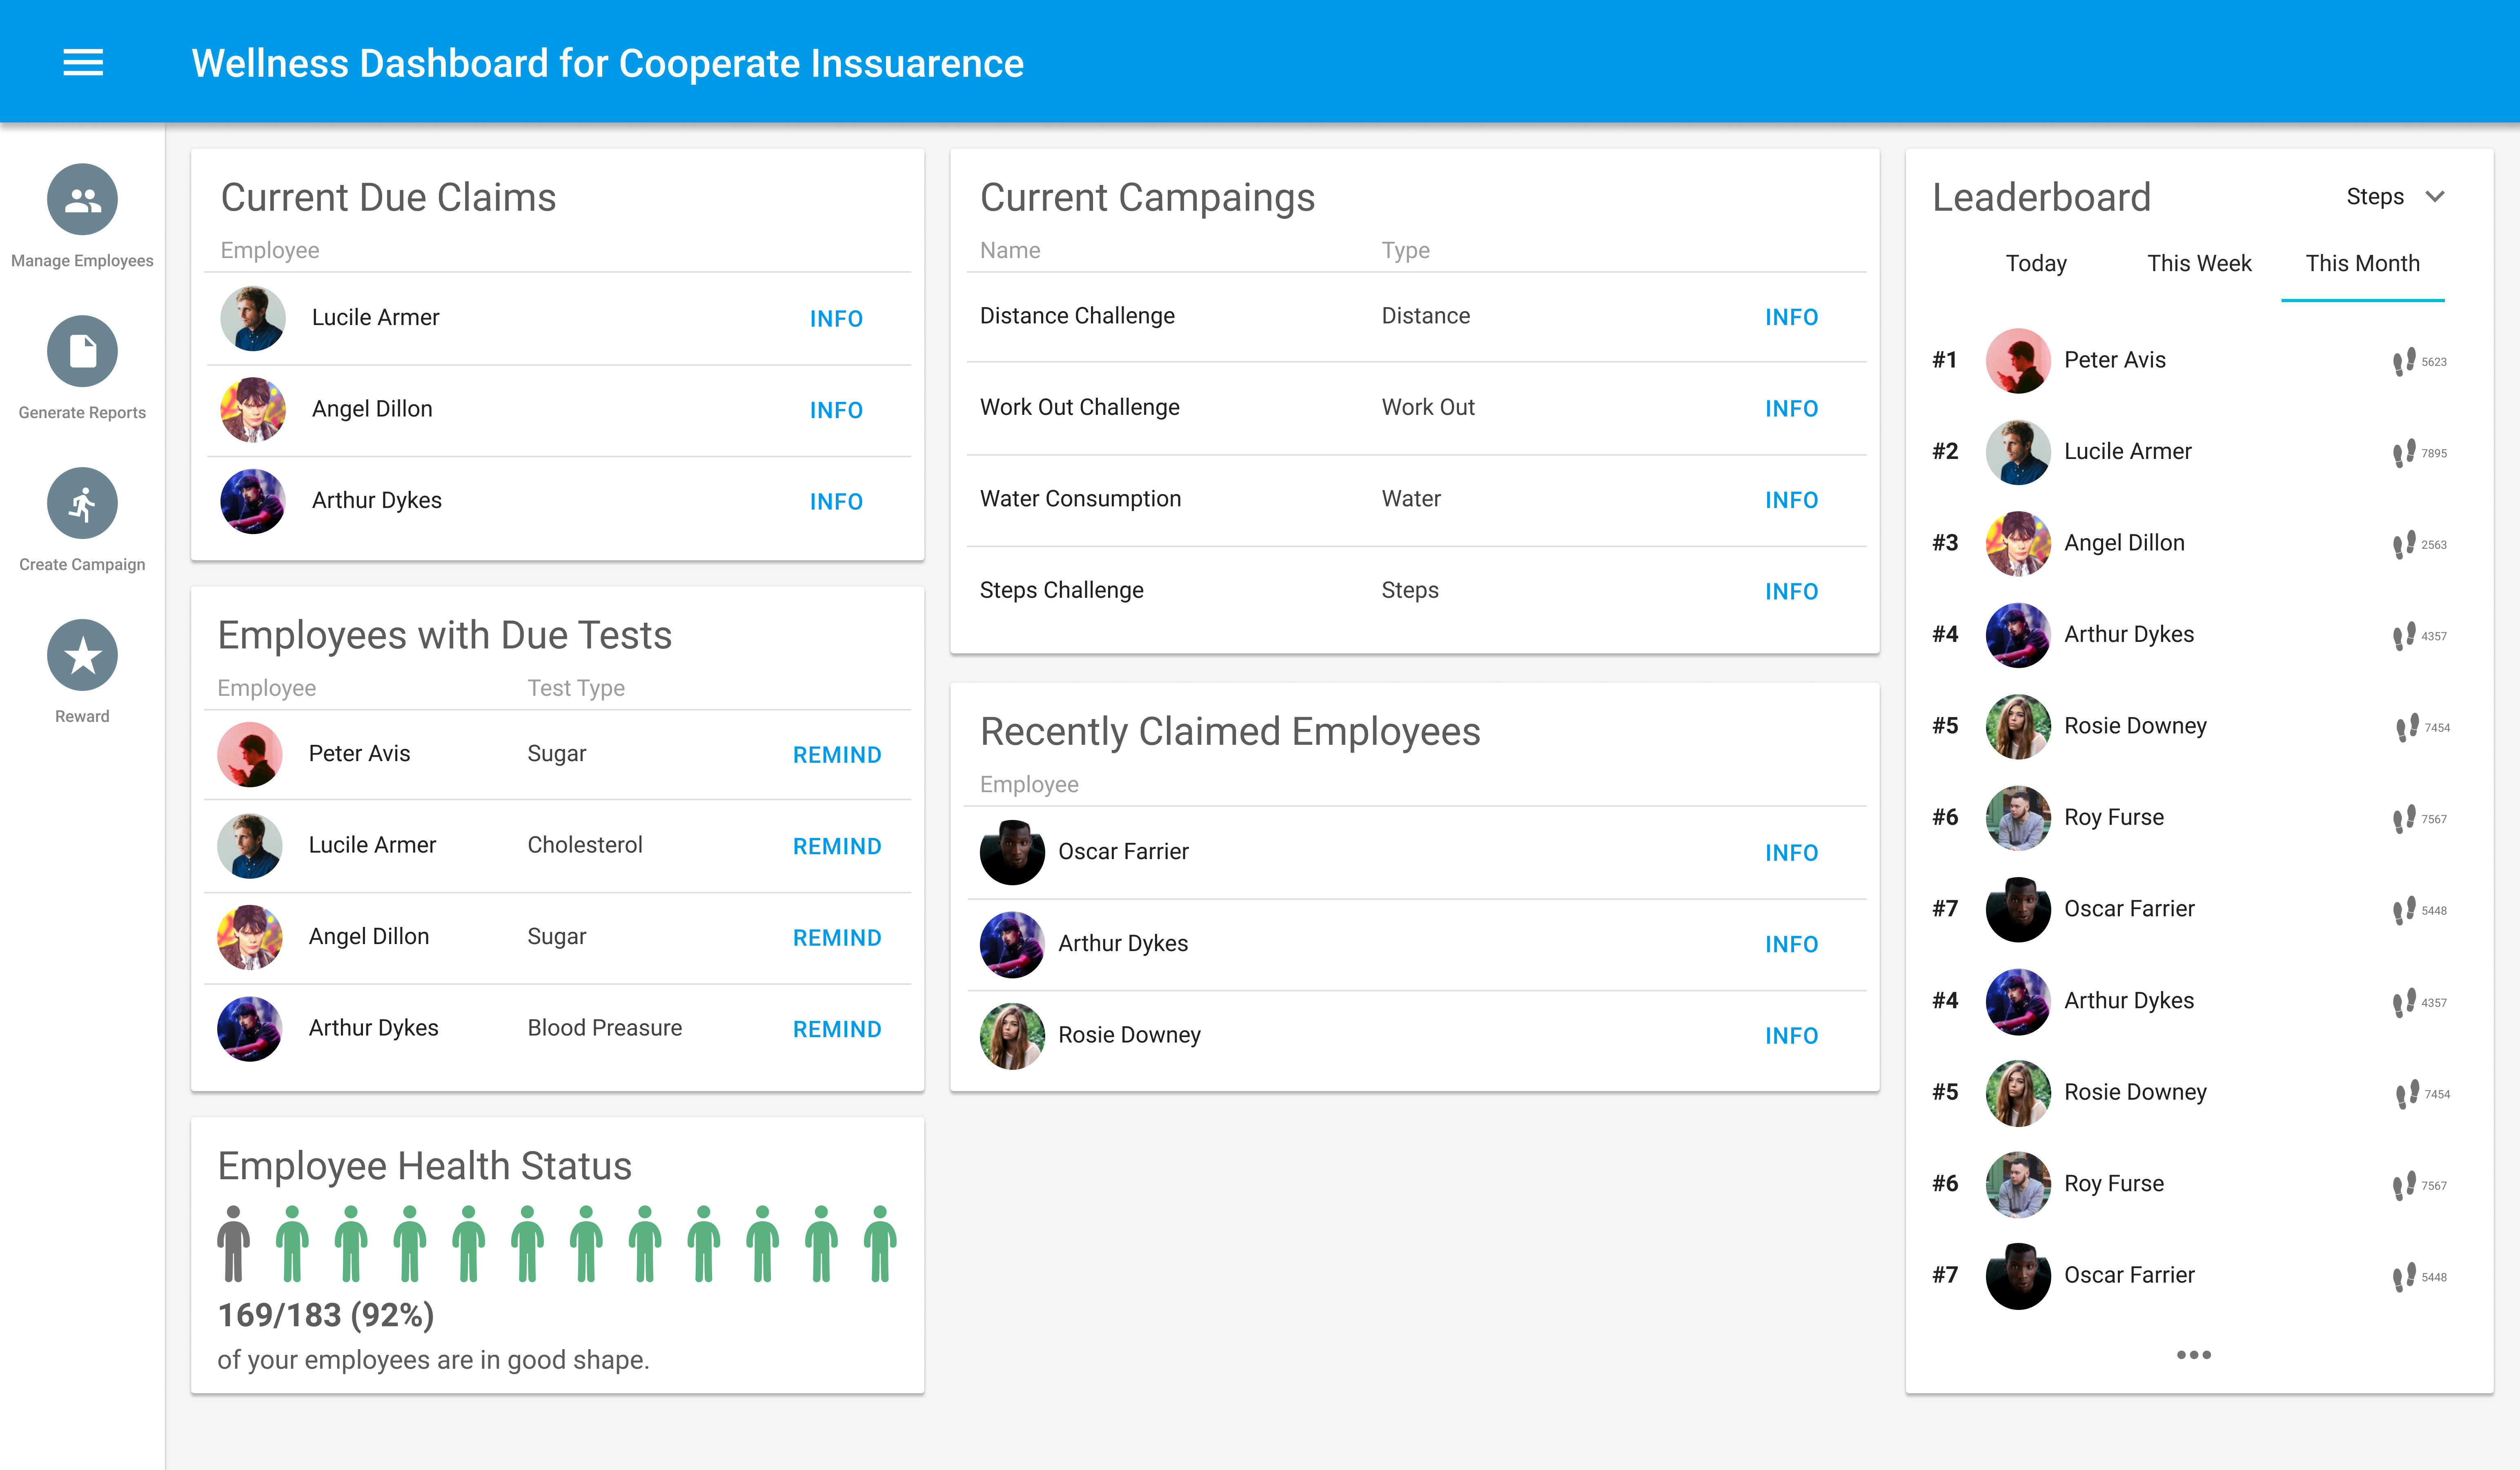 Wellness Dashboard for Cooperate Inssuarence
Manage Employees
Generate Reports
Create Campaign
Reward
Current Due Claims
Employee
Lucile Armer INFO
Angel Dillon INFO
Arthur Dykes INFO
Employees with Due Tests
Employee Test Type
Peter Avis Sugar REMIND
Lucile Armer Cholesterol REMIND
Angel Dillon Sugar REMIND
Arthur Dykes Blood Preasure REMIND
Employee Health Status
169/183 (92%)
of your employees are in good shape.
Current Campaings
Name Type
Distance Challenge Distance INFO
Work Out Challenge Work Out INFO
Water Consumption Water INFO
Steps Challenge Steps INFO
Recently Claimed Employees
Employee
Oscar Farrier INFO
Arthur Dykes INFO
Rosie Downey INFO
Leaderboard Steps
Today This Week This Month
#1 Peter Avis 5623
#2 Lucile Armer 7895
#3 Angel Dillon 2563
#4 Arthur Dykes 4357
#5 Rosie Downey 7454
#6 Roy Furse 7567
#7 Oscar Farrier 5448
#4 Arthur Dykes 4357
#5 Rosie Downey 7454
#6 Roy Furse 7567
#7 Oscar Farrier 5448